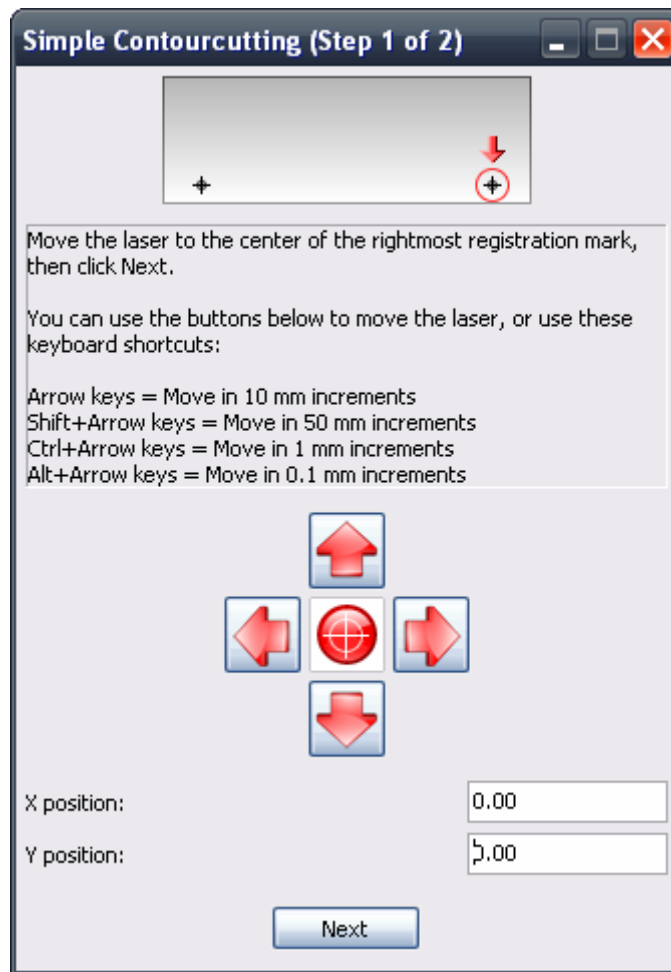 Simple Contourcutting (Step 1 of 2)
Move the laser to the center of the rightmost registration mark,
then click Next.
You can use the buttons below to move the laser, or use these
keyboard shortcuts:
Arrow keys = Move in 10 mm increments
Shift+Arrow keys = Move in 50 mm increments
Ctrl+Arrow keys = Move in 1 mm increments
Alt+Arrow keys = Move in 0.1 mm increments
X position: 0.00
Y position: 0.00
Next